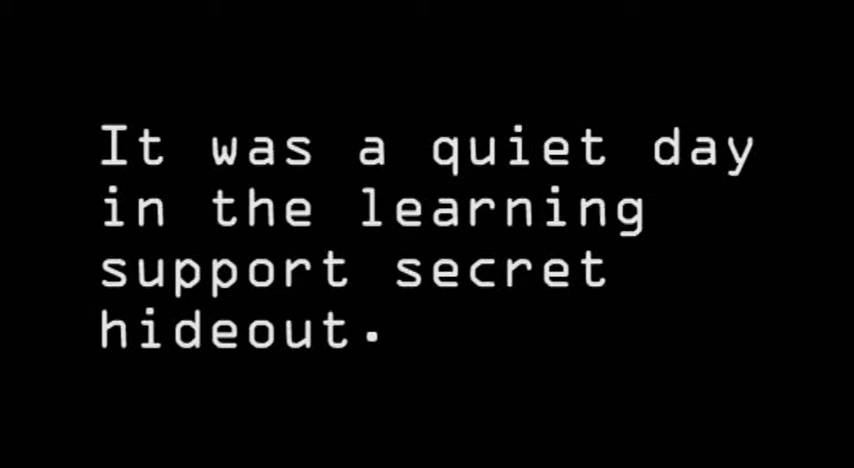 It was a quiet day
in the learning
support secret
hideout.